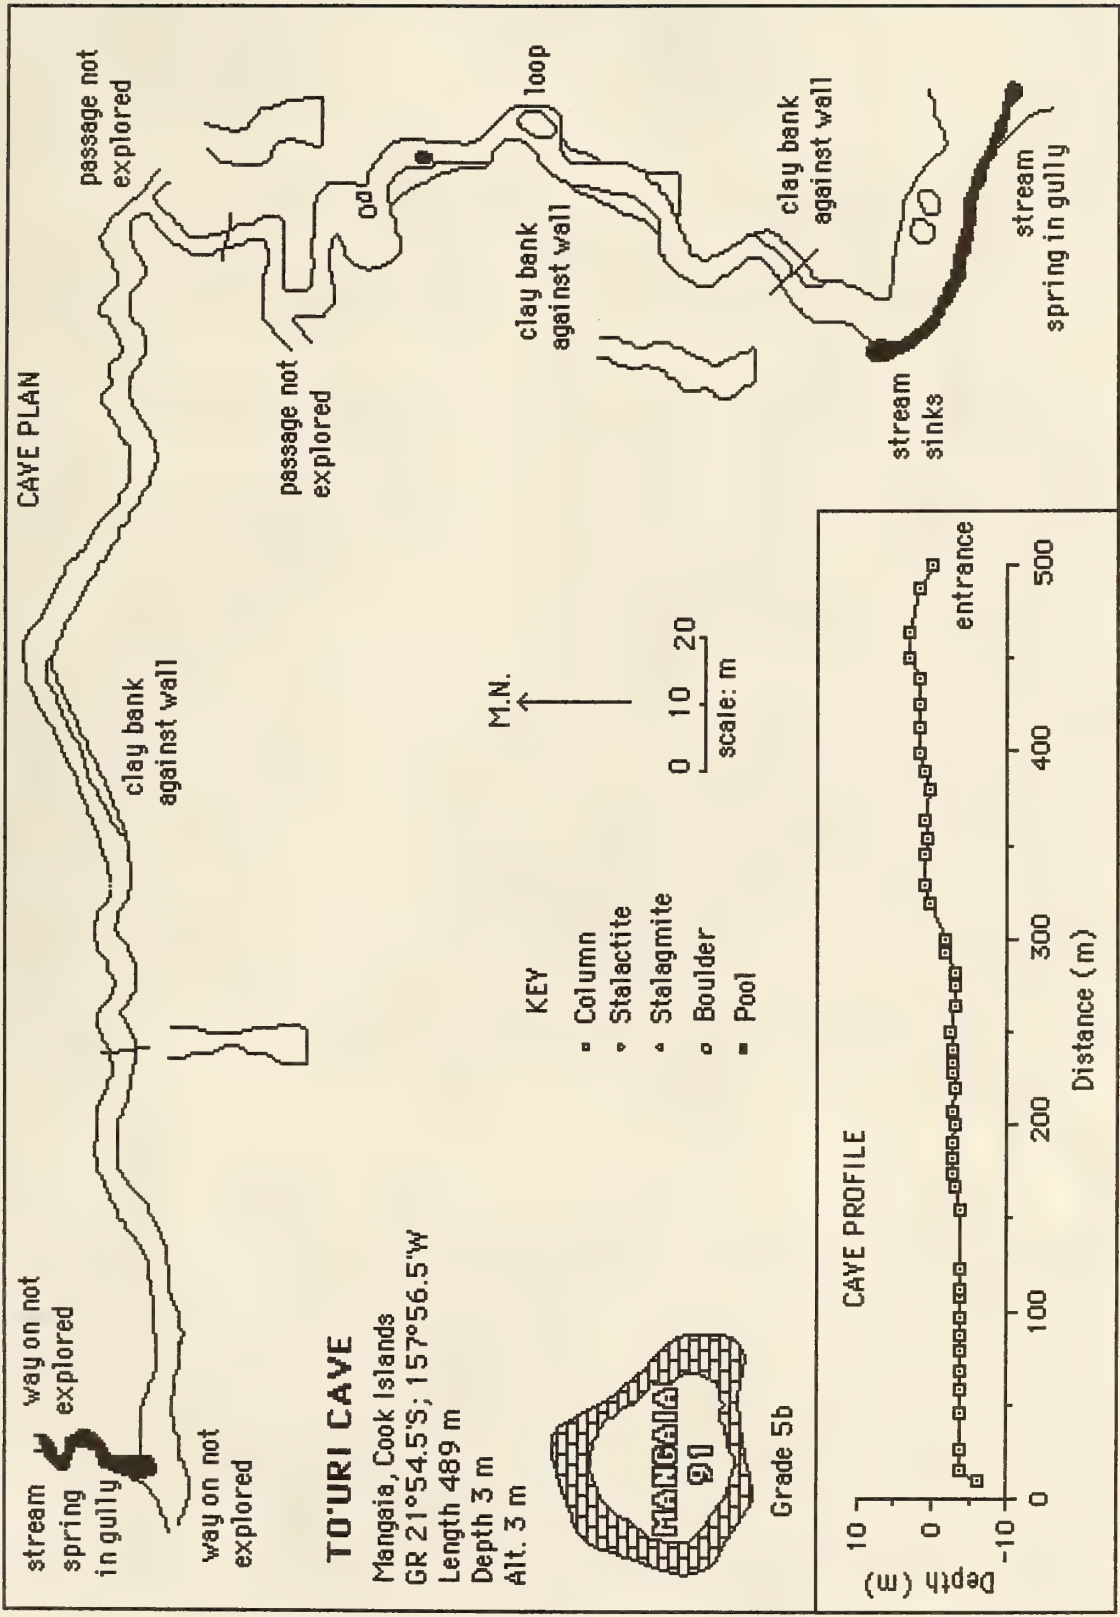 CAVE PLAN
stream
spring
in gully
way on not
explored
way on not
explored
clay bank
against wall
passage not
explored
passage not
explored
loop
clay bank
against wall
clay bank
against wall
stream
sinks
stream
spring in gully
TO'URI CAVE
Mangaia, Cook Islands
GR 21°54.5'S; 157°56.5'W
Length 489 m
Depth 3 m
Alt. 3 m
MANGAIA
91
Grade 5b
KEY
Column
Stalactite
Stalagmite
Boulder
Pool
M.N.
0 10 20
scale: m
CAVE PROFILE
entrance
10
0
-10
Depth (m)
0 100 200 300 400 500
Distance (m)